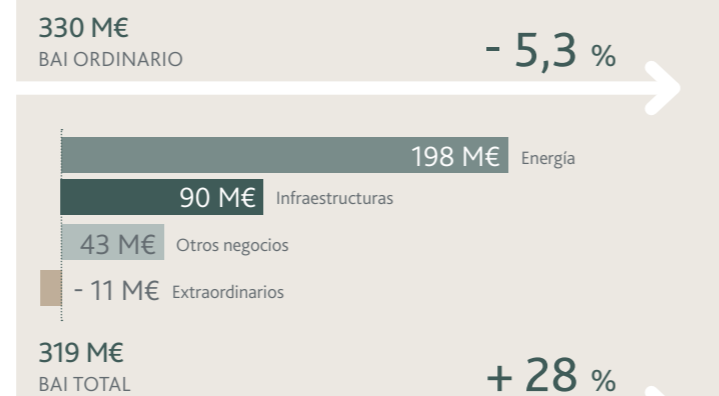 330 M€
BAI ORDINARIO
- 5,3 %
198 M€ Energía
90 M€ Infraestructuras
43 M€ Otros negocios
- 11 M€ Extraordinarios
319 M€
BAI TOTAL
+ 28 %